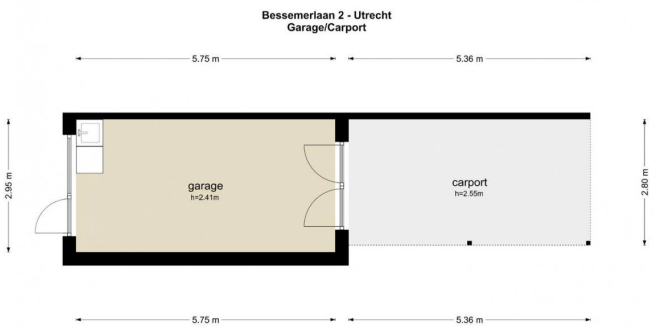 Bessemerlaan 2 - Utrecht
Garage/Carport
5.75 m
5.36 m
2.95 m
garage
h=2.41m
carport
h=2.55m
2.80 m
5.75 m
5.36 m